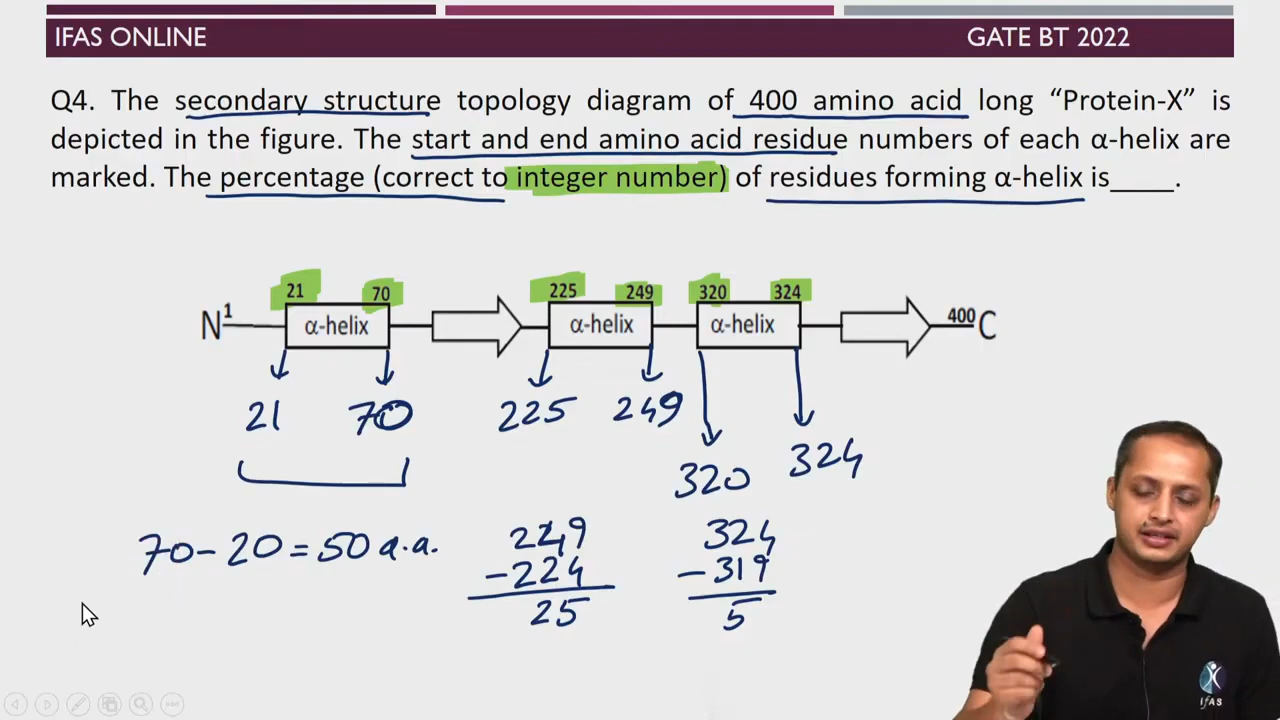 IFAS ONLINE GATE BT 2022
Q4. The secondary structure topology diagram of 400 amino acid long “Protein-X” is
depicted in the figure. The start and end amino acid residue numbers of each α-helix are
marked. The percentage (correct to integer number) of residues forming α-helix is____.
21 70 225 249 320 324
N 1 α-helix α-helix α-helix 400 C
21 70 225 249
320 324
70-20=50 a.a. 249 324
-224 -319
25 5
ifAS